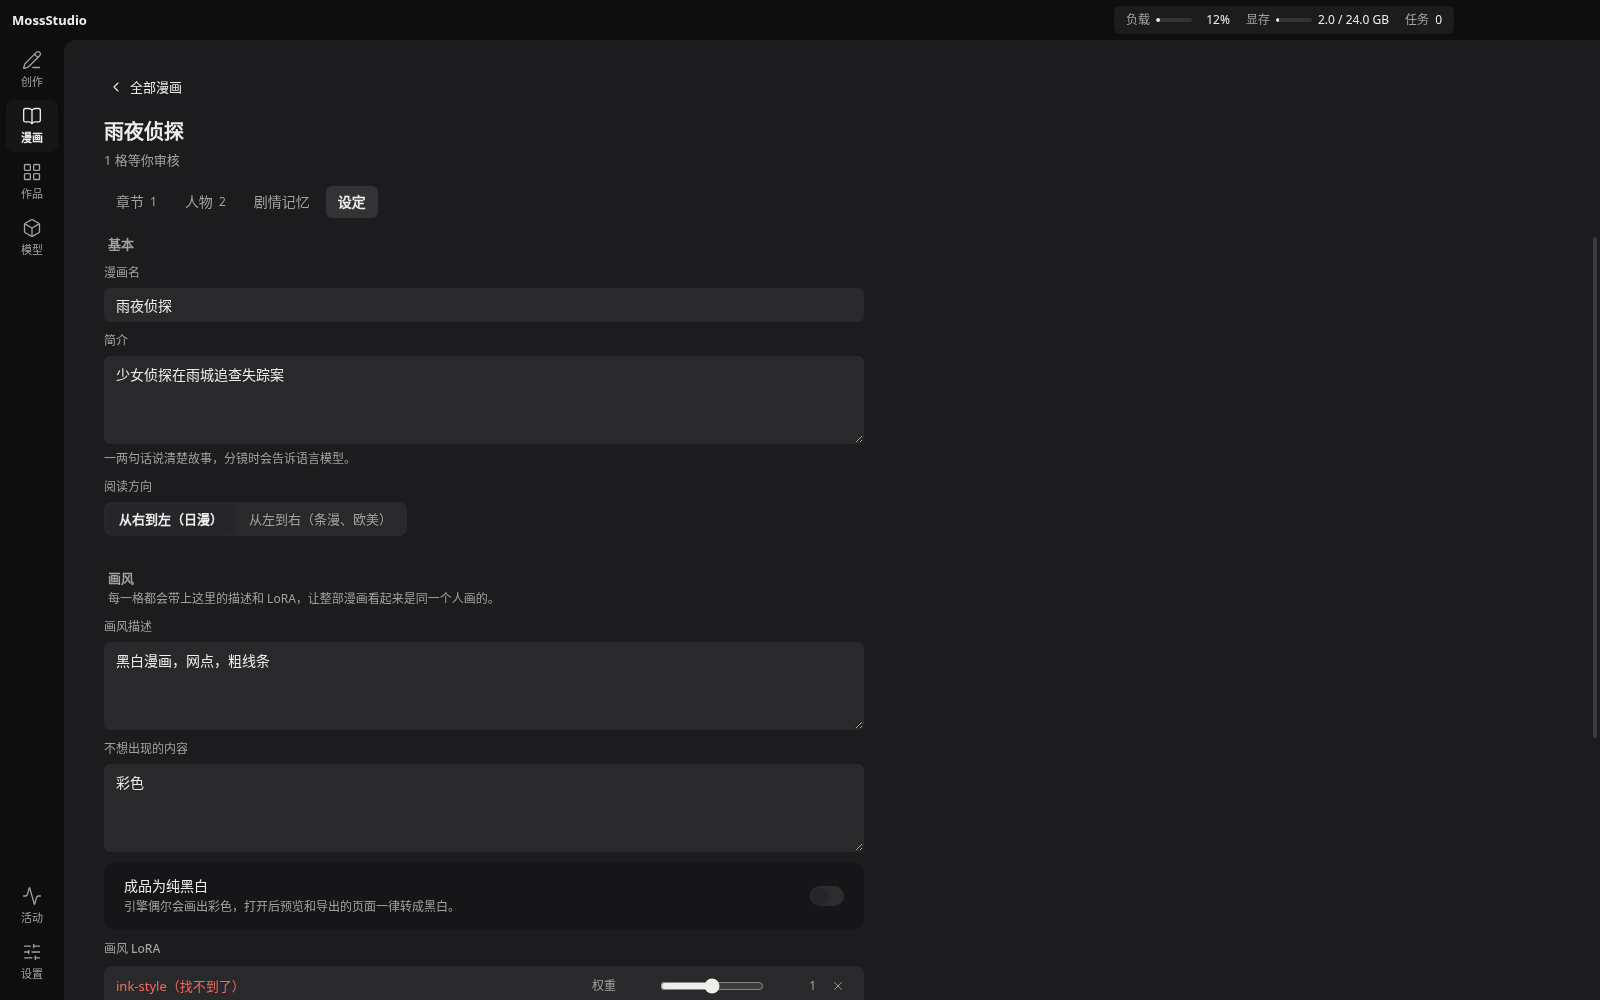 MossStudio
负载 12% 显存 2.0 / 24.0 GB 任务 0
创作
漫画
作品
模型
活动
设置
全部漫画
雨夜侦探
1 格等你审核
章节 1 人物 2 剧情记忆 设定
基本
漫画名
雨夜侦探
简介
少女侦探在雨城追查失踪案
一两句话说清楚故事，分镜时会告诉语言模型。
阅读方向
从右到左（日漫） 从左到右（条漫、欧美）
画风
每一格都会带上这里的描述和 LoRA，让整部漫画看起来是同一个人画的。
画风描述
黑白漫画，网点，粗线条
不想出现的内容
彩色
成品为纯黑白
引擎偶尔会画出彩色，打开后预览和导出的页面一律转成黑白。
画风 LoRA
ink-style（找不到了） 权重 1